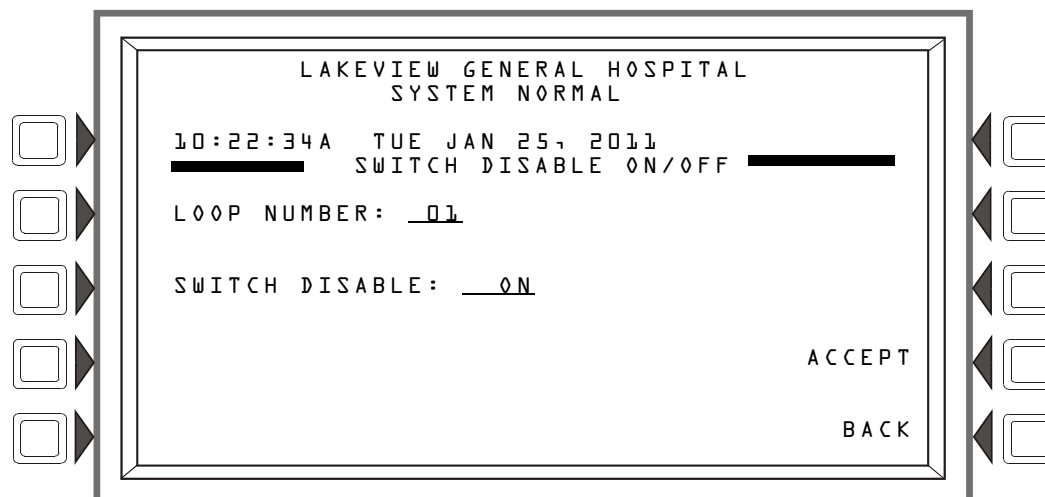 LAKEVIEW GENERAL HOSPITAL
SYSTEM NORMAL
10:22:34A TUE JAN 25, 2011
SWITCH DISABLE ON/OFF
LOOP NUMBER: 01
SWITCH DISABLE: ON
ACCEPT
BACK